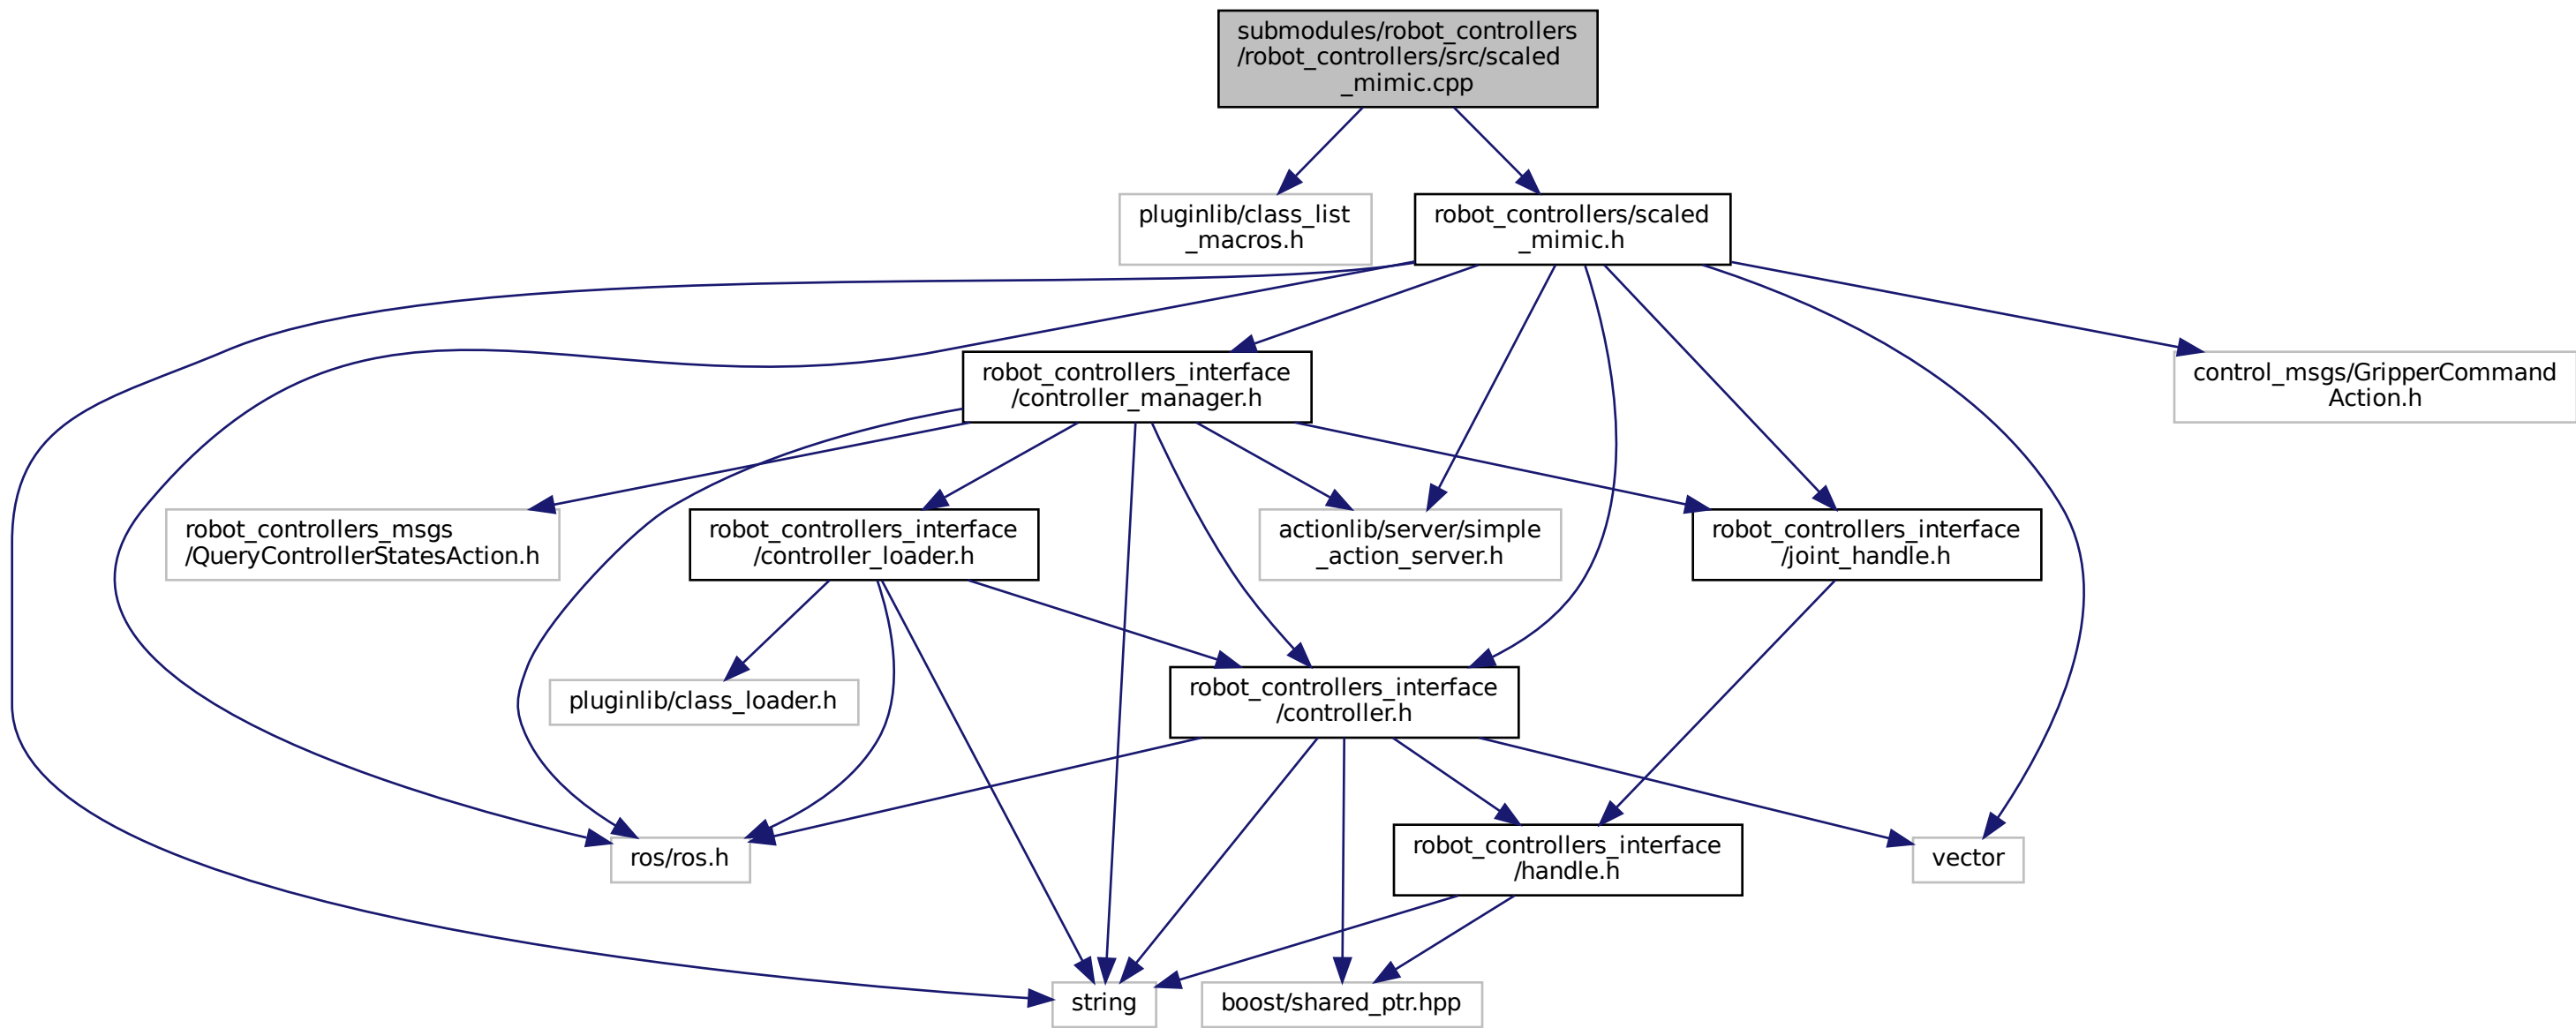 submodules/robot_controllers
/robot_controllers/src/scaled
_mimic.cpp
pluginlib/class_list
_macros.h
robot_controllers/scaled
_mimic.h
robot_controllers_interface
/controller_manager.h
control_msgs/GripperCommand
Action.h
robot_controllers_msgs
/QueryControllerStatesAction.h
robot_controllers_interface
/controller_loader.h
actionlib/server/simple
_action_server.h
robot_controllers_interface
/joint_handle.h
pluginlib/class_loader.h
robot_controllers_interface
/controller.h
ros/ros.h
robot_controllers_interface
/handle.h
vector
string
boost/shared_ptr.hpp